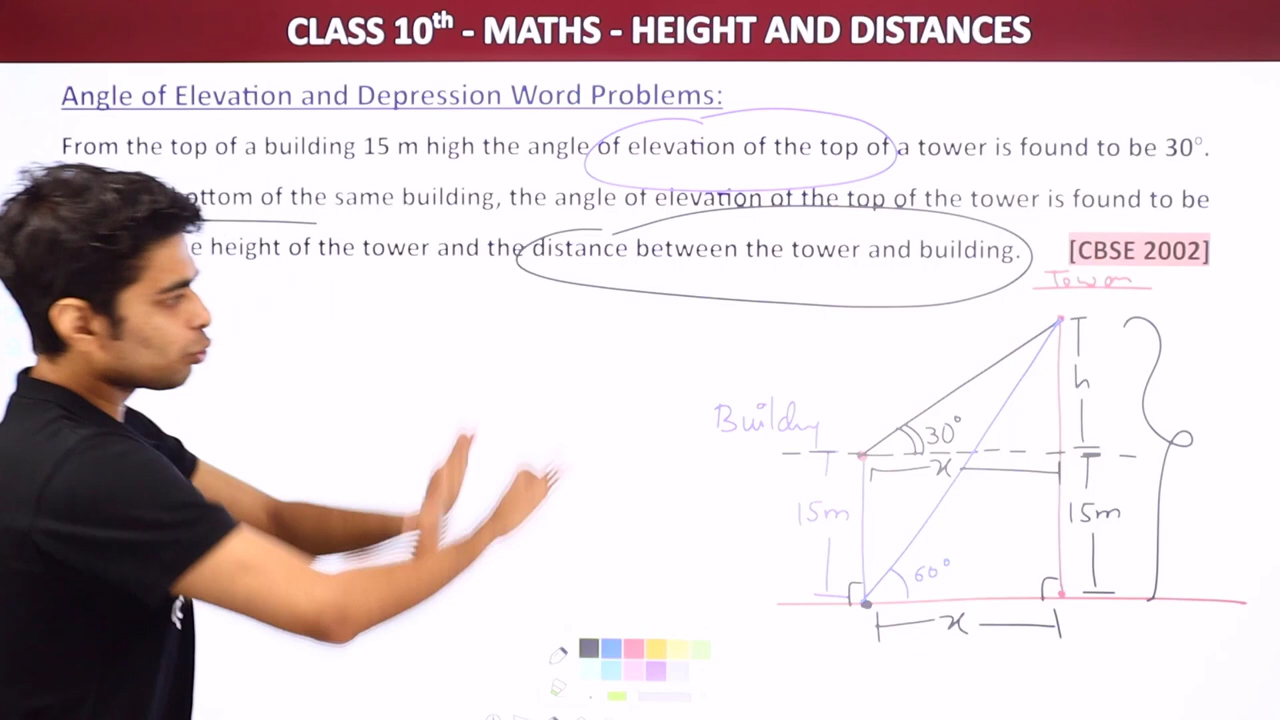 CLASS 10th - MATHS - HEIGHT AND DISTANCES
Angle of Elevation and Depression Word Problems:
From the top of a building 15 m high the angle of elevation of the top of a tower is found to be 30°.
of the same building, the angle of elevation of the top of the tower is found to be
height of the tower and the distance between the tower and building. [CBSE 2002]
Tower
h
Building
30°
x
15m
15m
60°
x